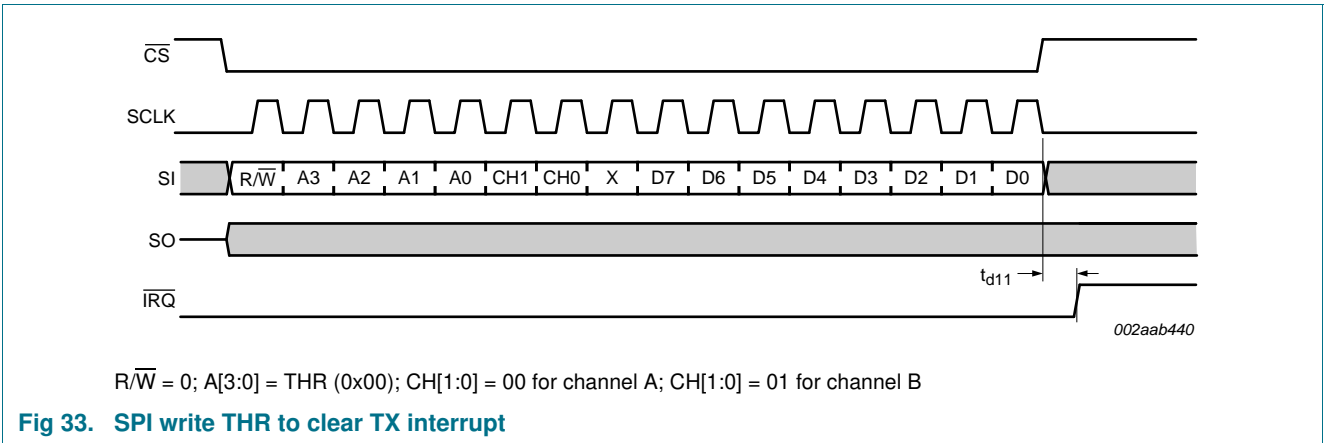 CS
SCLK
SI R/W A3 A2 A1 A0 CH1 CH0 X D7 D6 D5 D4 D3 D2 D1 D0
SO
td11
IRQ
002aab440
R/W = 0; A[3:0] = THR (0x00); CH[1:0] = 00 for channel A; CH[1:0] = 01 for channel B
Fig 33. SPI write THR to clear TX interrupt